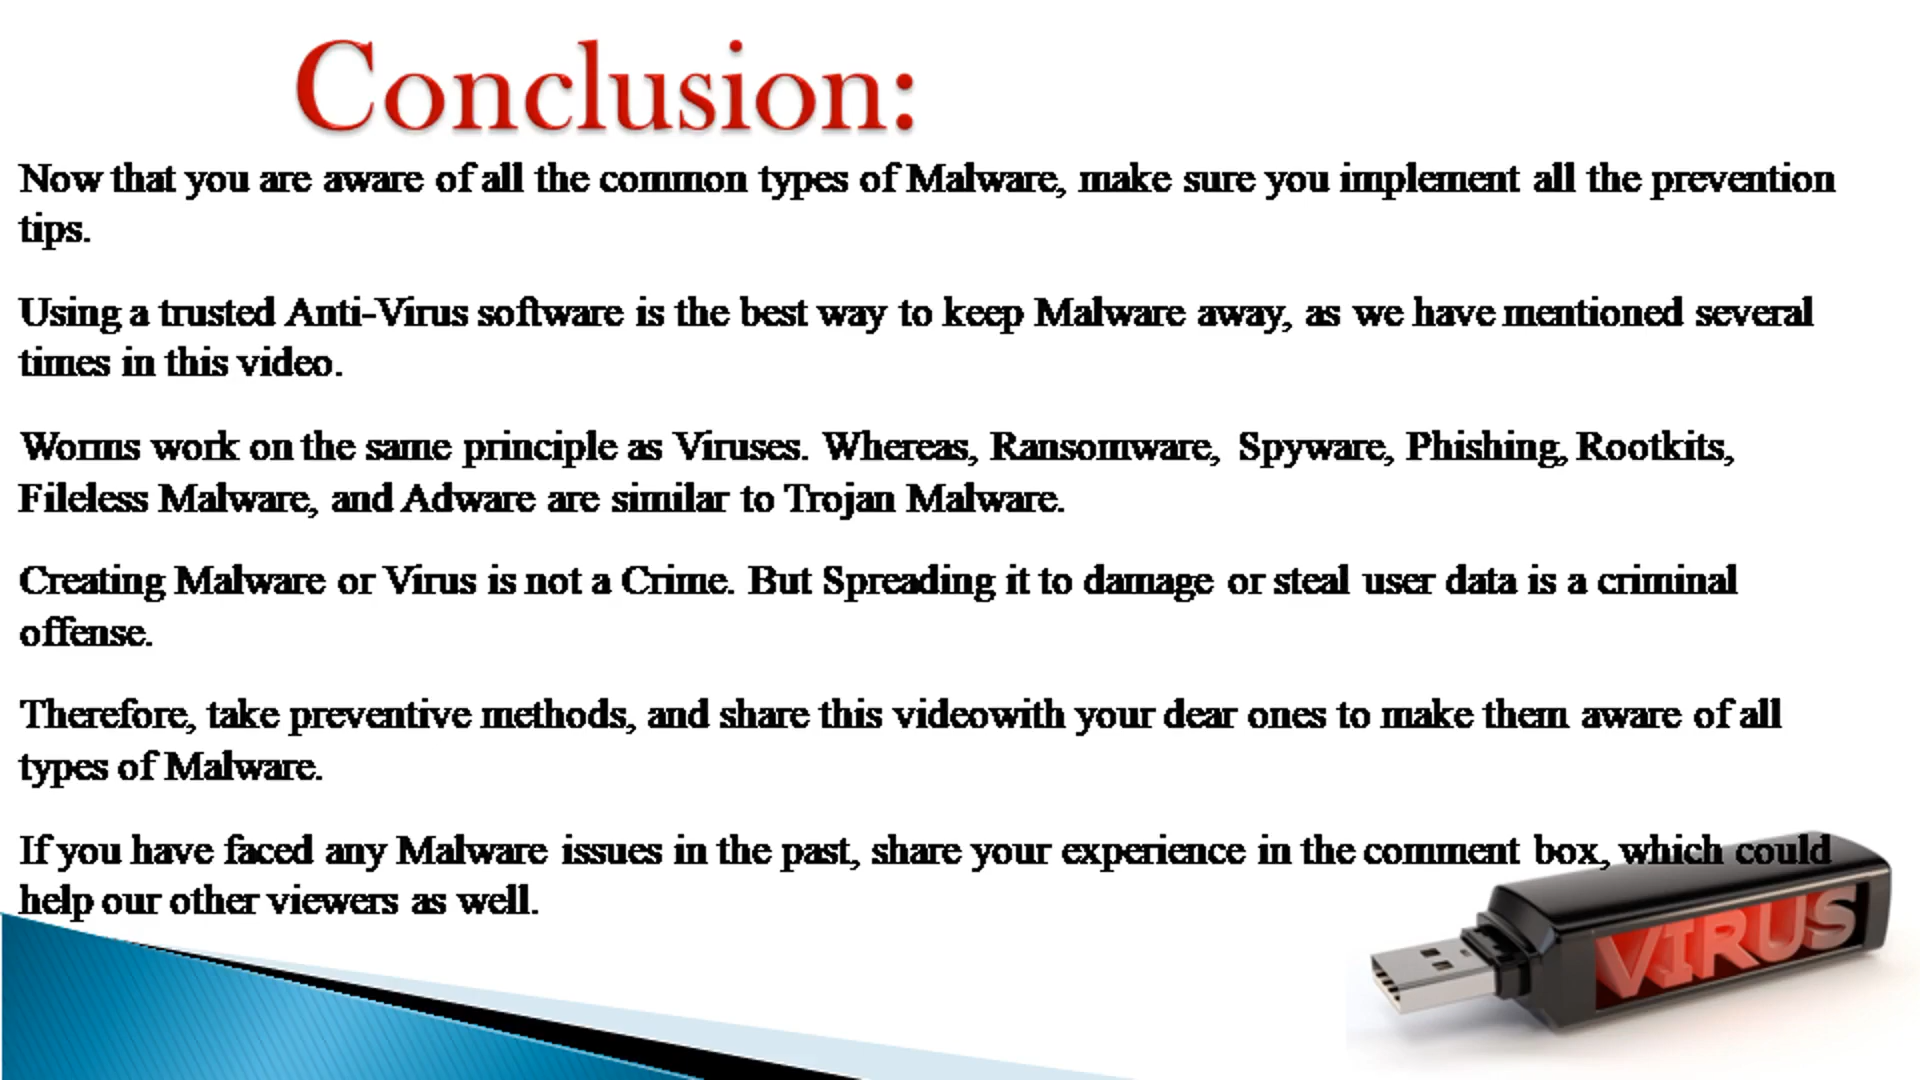 Conclusion:
Now that you are aware of all the common types of Malware, make sure you implement all the prevention
tips.
Using a trusted Anti-Virus software is the best way to keep Malware away, as we have mentioned several
times in this video.
Worms work on the same principle as Viruses. Whereas, Ransomware, Spyware, Phishing, Rootkits,
Fileless Malware, and Adware are similar to Trojan Malware.
Creating Malware or Virus is not a Crime. But Spreading it to damage or steal user data is a criminal
offense.
Therefore, take preventive methods, and share this videowith your dear ones to make them aware of all
types of Malware.
If you have faced any Malware issues in the past, share your experience in the comment box, which could
help our other viewers as well.
VIRUS